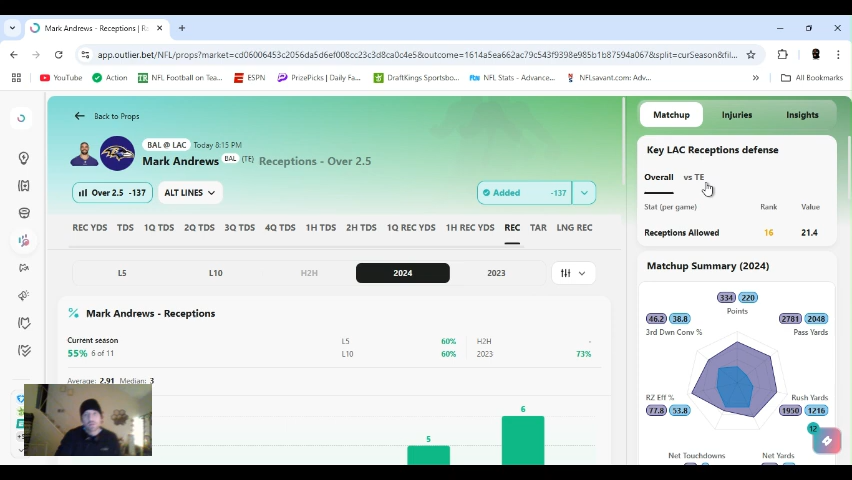 Mark Andrews - Receptions | Re
app.outlier.bet/NFL/props?market=cd06006453c2056da5d6ef008cc23c3d8ca0c4e5&outcome=1614a5ea662ac79c543f9398e985b1b87594a067&split=curSeason&fil...
YouTube
Action
NFL Football on Tea...
ESPN
PrizePicks | Daily Fa...
DraftKings Sportsbo...
NFL Stats - Advance...
NFLsavant.com: Adv...
All Bookmarks
Back to Props
BAL @ LAC Today 8:15 PM
Mark Andrews BAL (TE) Receptions - Over 2.5
Over 2.5 -137
ALT LINES
Added -137
REC YDS TDS 1Q TDS 2Q TDS 3Q TDS 4Q TDS 1H TDS 2H TDS 1Q REC YDS 1H REC YDS REC TAR LNG REC
L5 L10 H2H 2024 2023
Mark Andrews - Receptions
Current season
55% 6 of 11
L5 60% H2H -
L10 60% 2023 73%
Average: 2.91 Median: 3
6
5
Matchup Injuries Insights
Key LAC Receptions defense
Overall vs TE
Stat (per game) Rank Value
Receptions Allowed 16 21.4
Matchup Summary (2024)
334 220
Points
46.2 38.8
3rd Dwn Conv %
2781 2048
Pass Yards
RZ Eff %
77.8 53.8
Rush Yards
1950 1216
12
Net Touchdowns
Net Yards